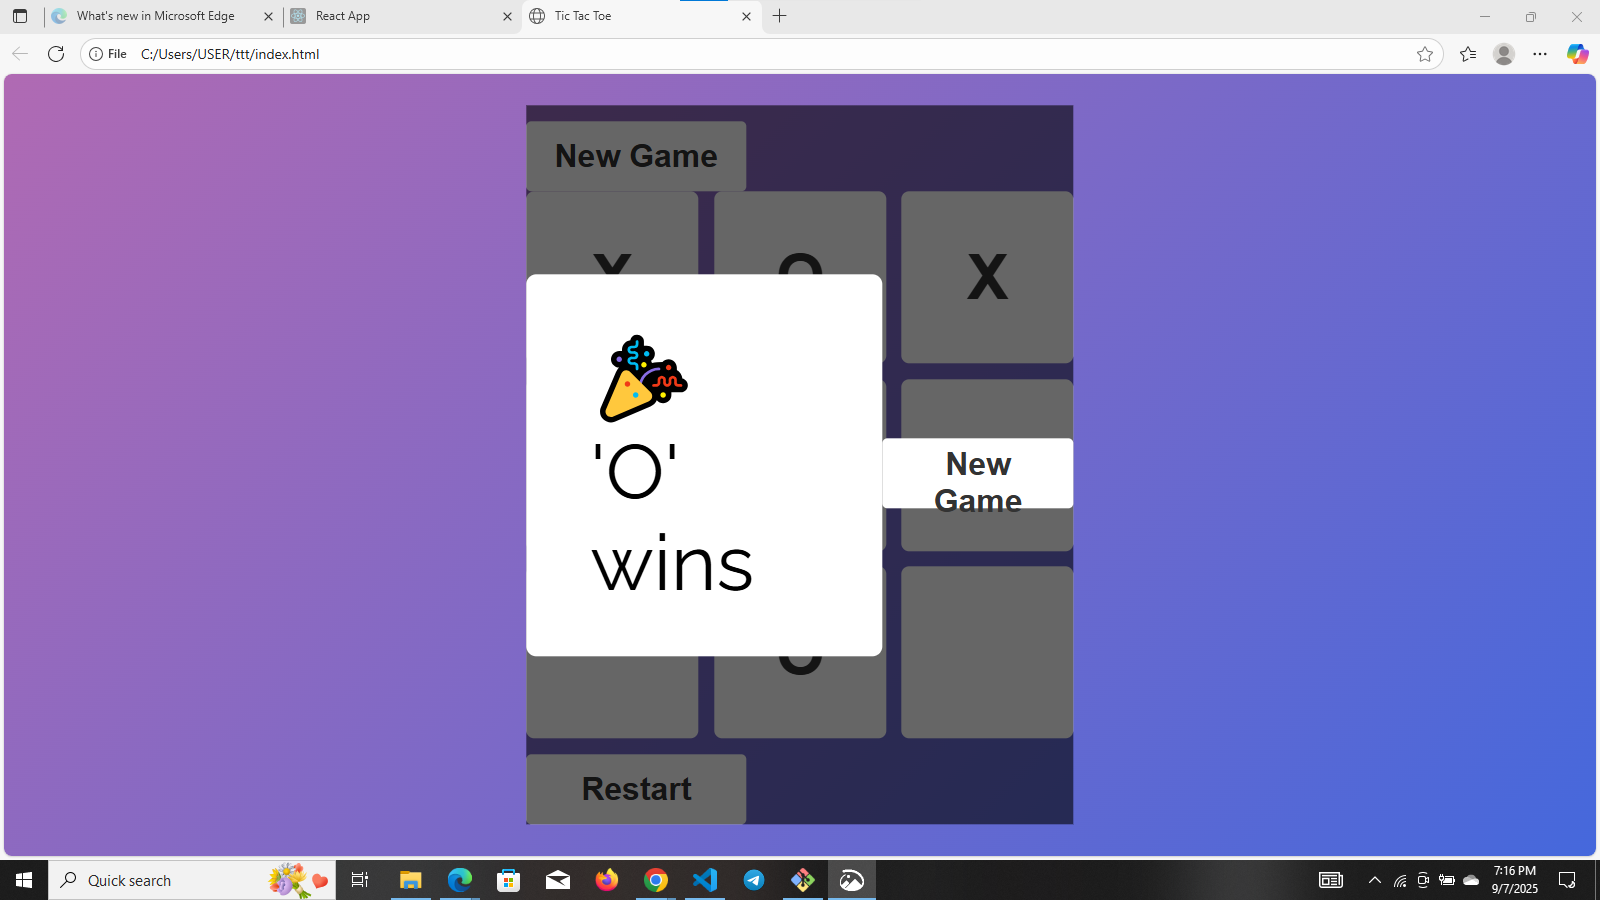 What's new in Microsoft Edge
React App
Tic Tac Toe
File C:/Users/USER/ttt/index.html
New Game
X O X
'O'
wins
New
Game
O
Restart
Quick search
7:16 PM
9/7/2025